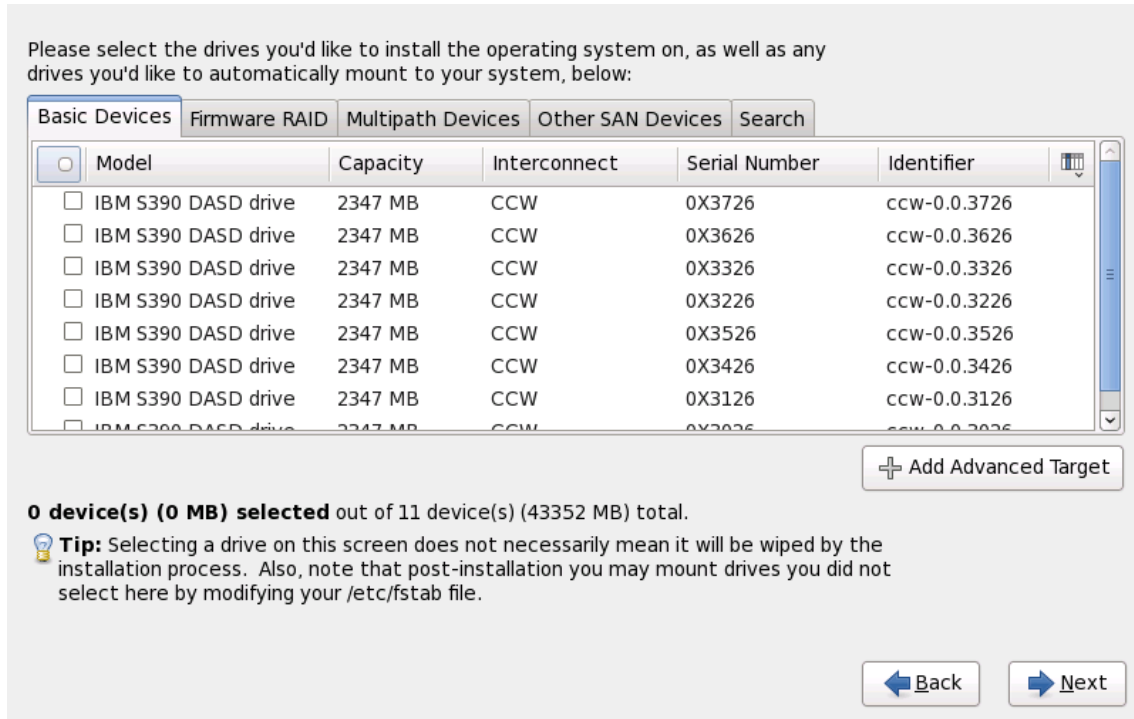 Please select the drives you'd like to install the operating system on, as well as any
drives you'd like to automatically mount to your system, below:
Basic Devices Firmware RAID Multipath Devices Other SAN Devices Search
Model Capacity Interconnect Serial Number Identifier
IBM S390 DASD drive 2347 MB CCW 0X3726 ccw-0.0.3726
IBM S390 DASD drive 2347 MB CCW 0X3626 ccw-0.0.3626
IBM S390 DASD drive 2347 MB CCW 0X3326 ccw-0.0.3326
IBM S390 DASD drive 2347 MB CCW 0X3226 ccw-0.0.3226
IBM S390 DASD drive 2347 MB CCW 0X3526 ccw-0.0.3526
IBM S390 DASD drive 2347 MB CCW 0X3426 ccw-0.0.3426
IBM S390 DASD drive 2347 MB CCW 0X3126 ccw-0.0.3126
IBM S390 DASD drive 2347 MB CCW
Add Advanced Target
0 device(s) (0 MB) selected out of 11 device(s) (43352 MB) total.
Tip: Selecting a drive on this screen does not necessarily mean it will be wiped by the
installation process. Also, note that post-installation you may mount drives you did not
select here by modifying your /etc/fstab file.
Back Next